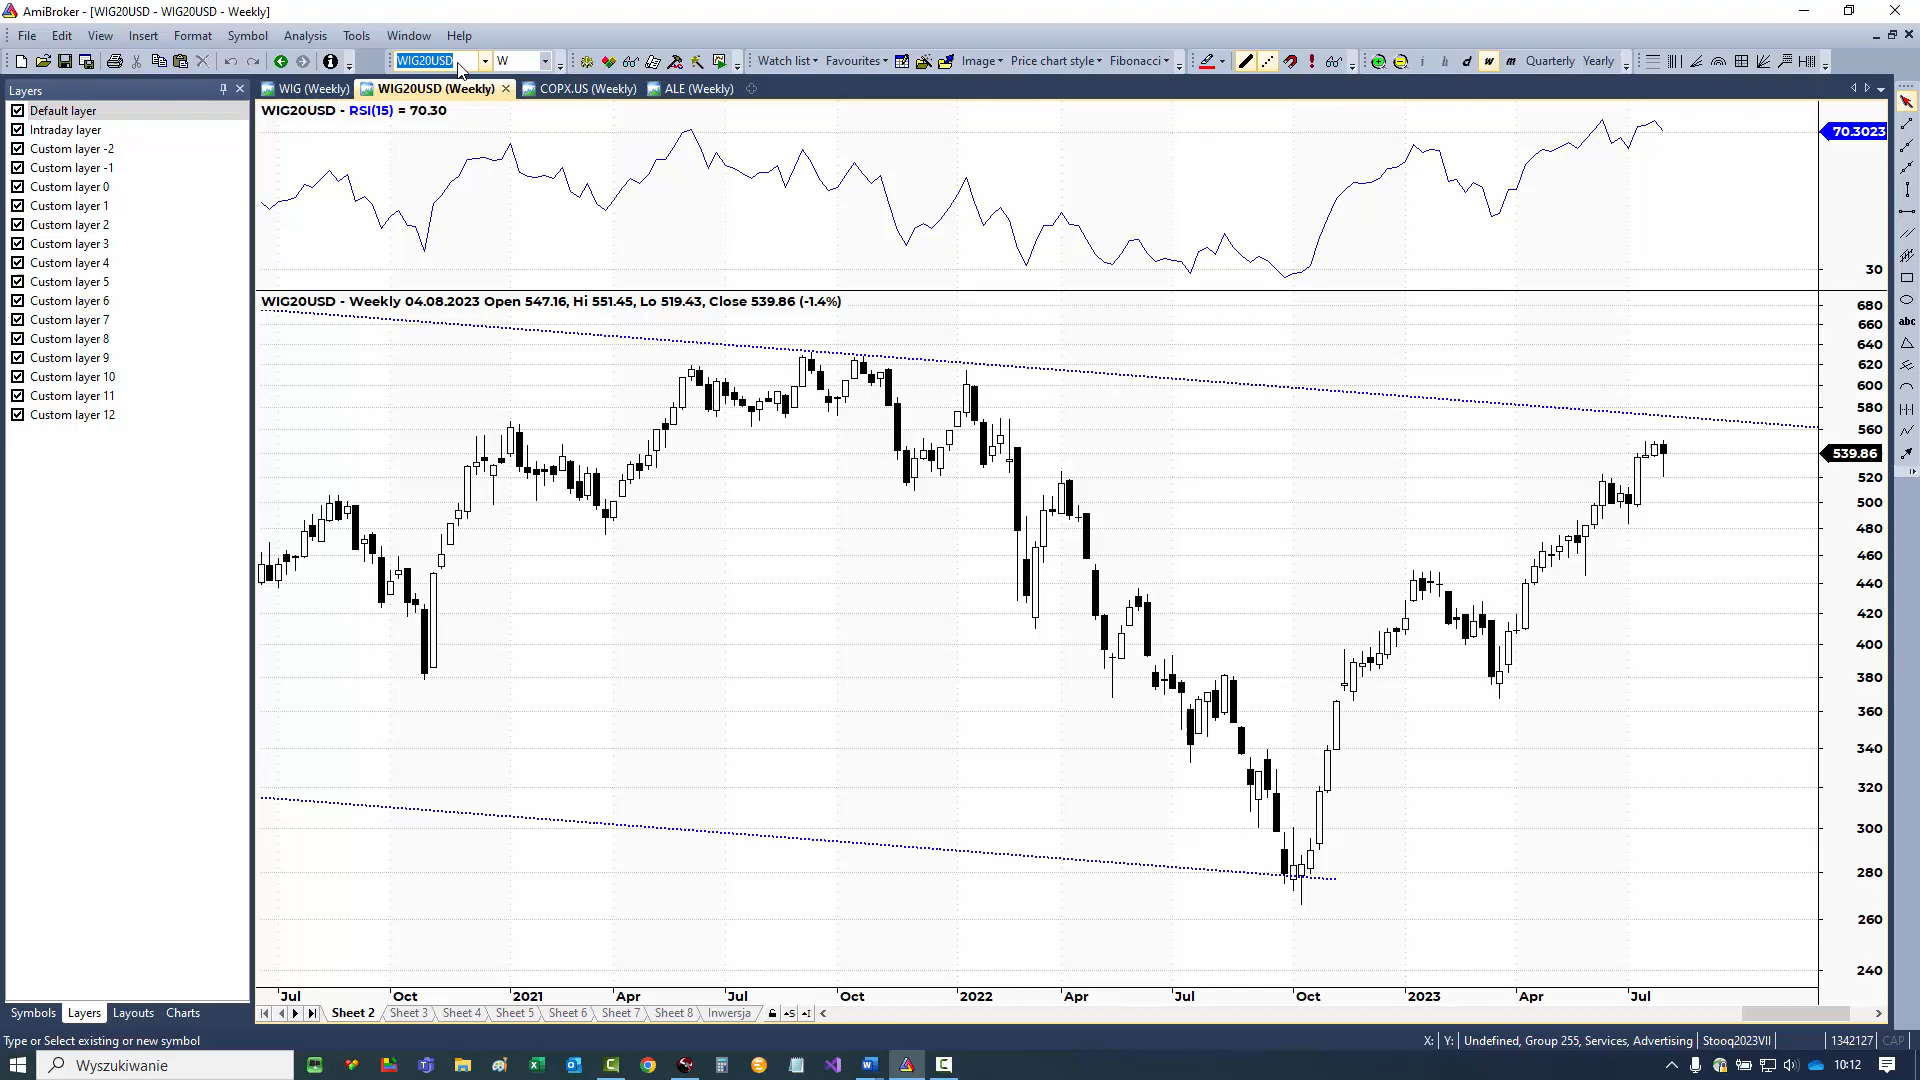 AmiBroker - [WIG20USD - WIG20USD - Weekly]
File Edit View Insert Format Symbol Analysis Tools Window Help
WIG20USD W Watch list Favourites Image Price chart style Fibonacci i h d w m Quarterly Yearly
Layers
WIG (Weekly) WIG20USD (Weekly) COPX.US (Weekly) ALE (Weekly)
Default layer
Intraday layer
Custom layer -2
Custom layer -1
Custom layer 0
Custom layer 1
Custom layer 2
Custom layer 3
Custom layer 4
Custom layer 5
Custom layer 6
Custom layer 7
Custom layer 8
Custom layer 9
Custom layer 10
Custom layer 11
Custom layer 12
WIG20USD - RSI(15) = 70.30
70.3023
30
WIG20USD - Weekly 04.08.2023 Open 547.16, Hi 551.45, Lo 519.43, Close 539.86 (-1.4%)
680
660
640
620
600
580
560
539.86
520
500
480
460
440
420
400
380
360
340
320
300
280
260
240
abc
Jul Oct 2021 Apr Jul Oct 2022 Apr Jul Oct 2023 Apr Jul
Symbols Layers Layouts Charts
Sheet 2 Sheet 3 Sheet 4 Sheet 5 Sheet 6 Sheet 7 Sheet 8 Inwersja
Type or Select existing or new symbol
X: Y: Undefined, Group 255, Services, Advertising Stooq2023VII 1342127 CAP
Wyszukiwanie
10:12